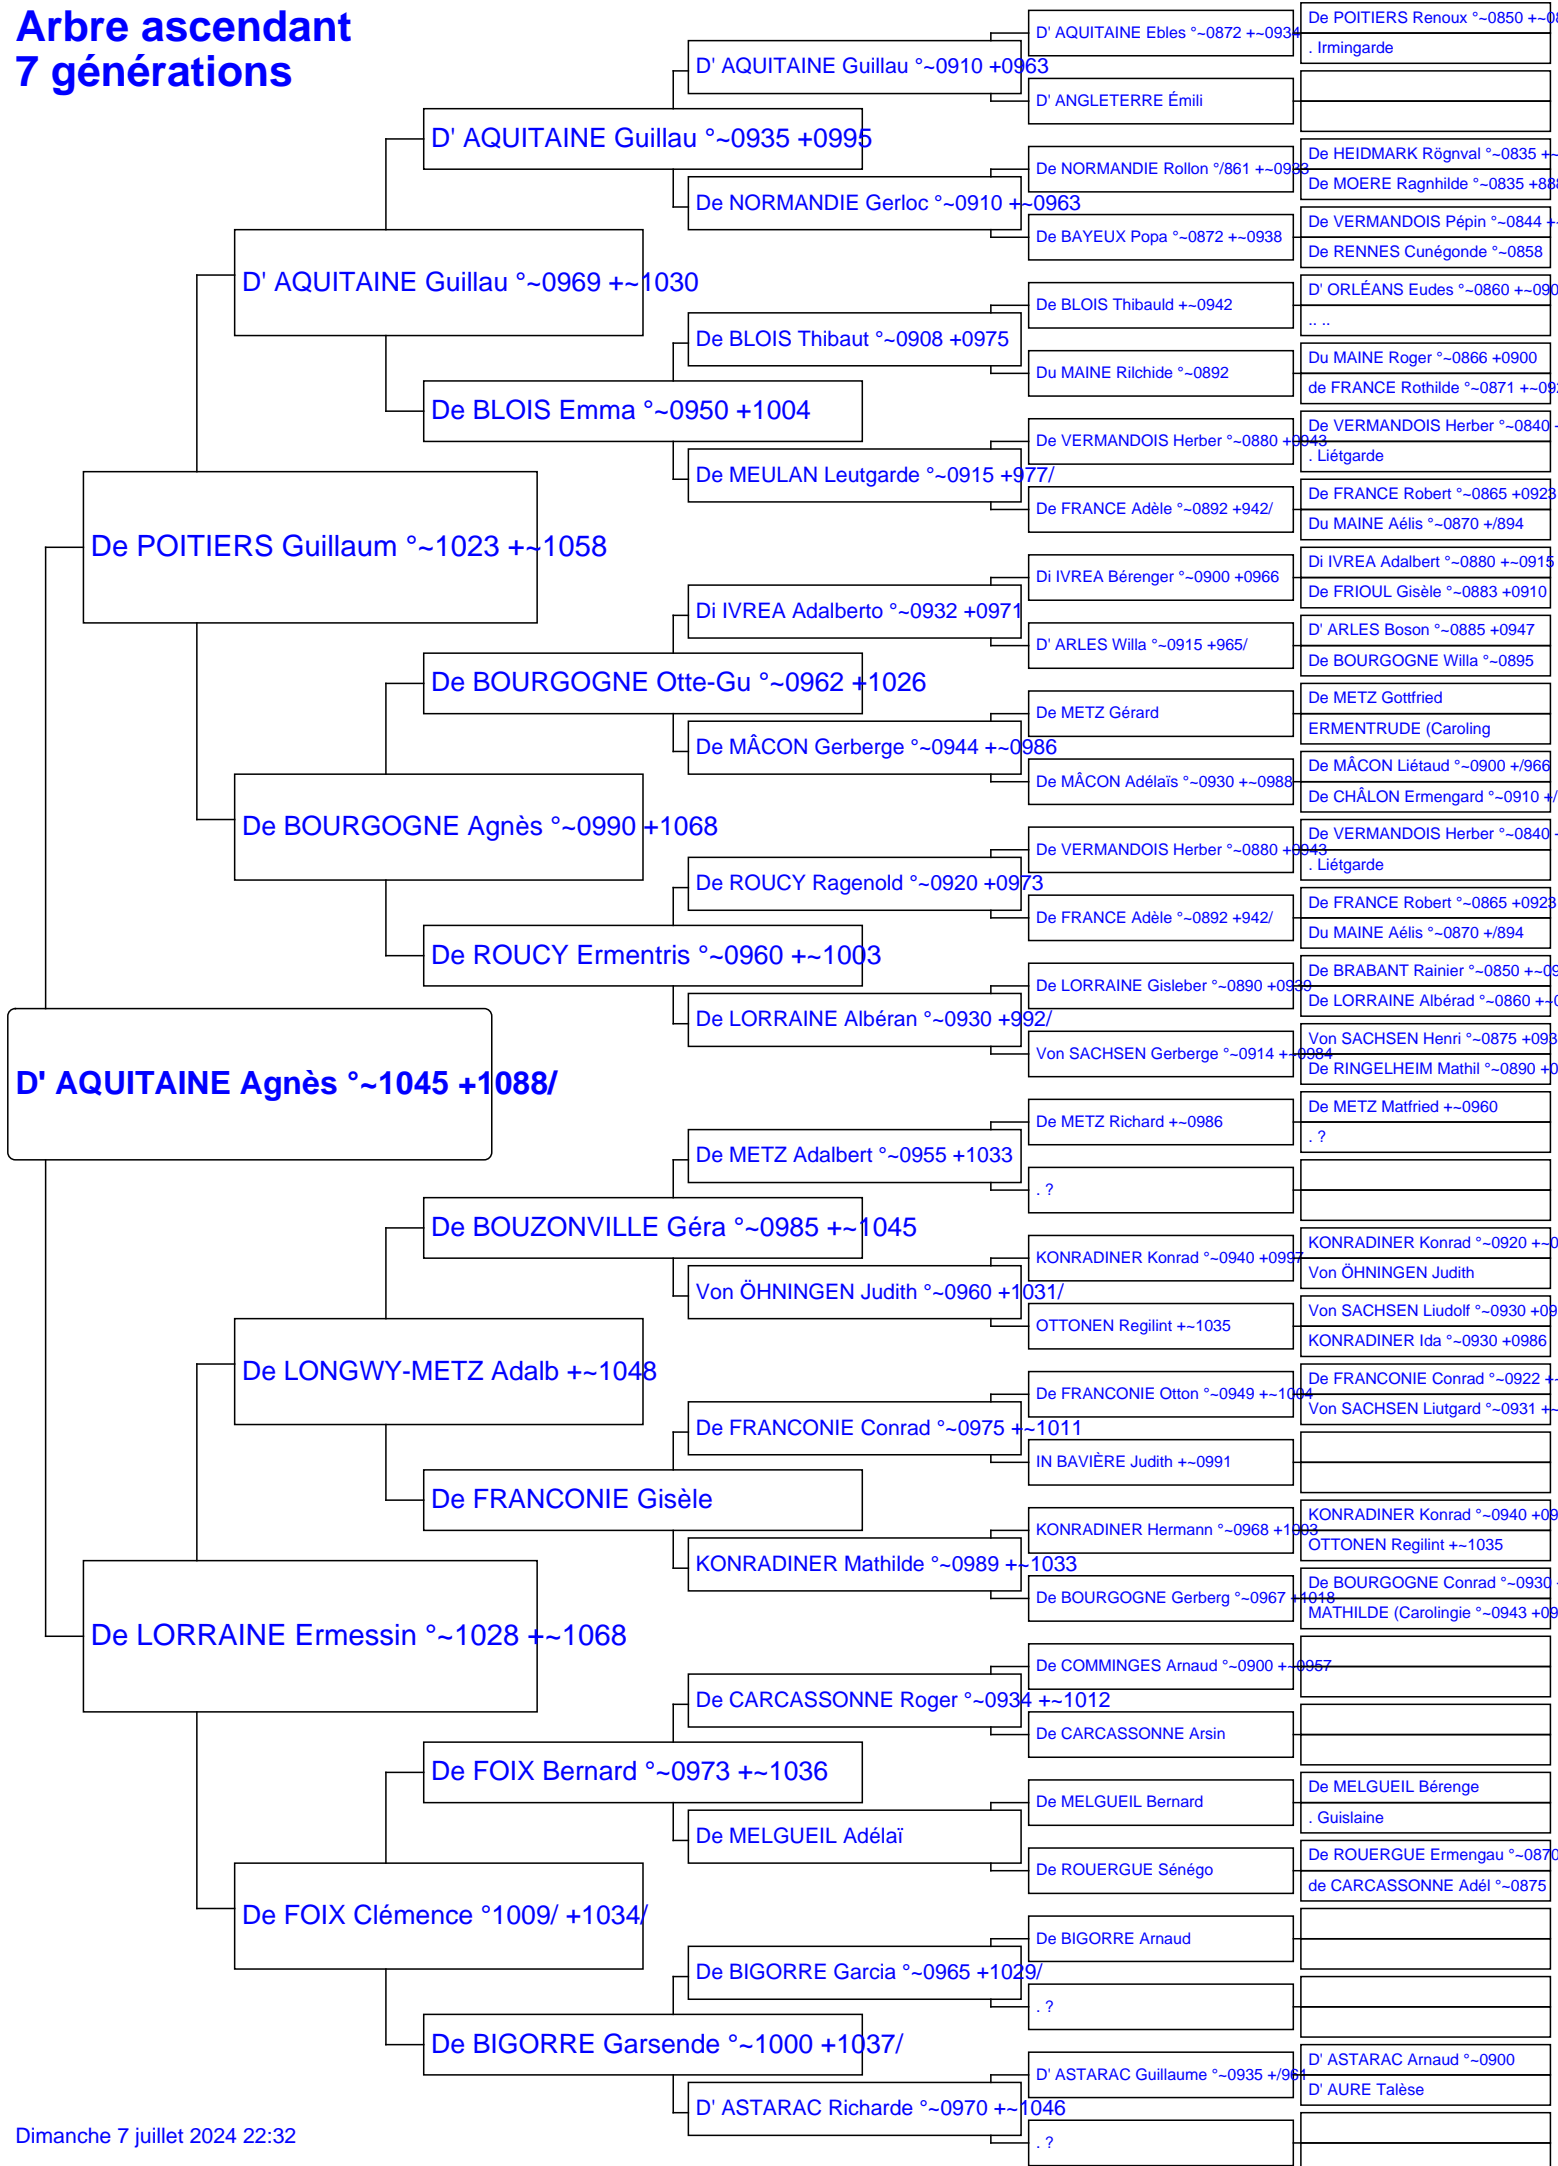 Arbre ascendant
7 générations
D' AQUITAINE Agnès °~1045 +1088/
De POITIERS Guillaum °~1023 +~1058
De LORRAINE Ermessin °~1028 +~1068
D' AQUITAINE Guillau °~0969 +~1030
De BOURGOGNE Agnès °~0990 +1068
De LONGWY-METZ Adalb +~1048
De FOIX Clémence °1009/ +1034/
D' AQUITAINE Guillau °~0935 +0995
De BLOIS Emma °~0950 +1004
De BOURGOGNE Otte-Gu °~0962 +1026
De ROUCY Ermentris °~0960 +~1003
De BOUZONVILLE Géra °~0985 +~1045
De FRANCONIE Gisèle
De FOIX Bernard °~0973 +~1036
De BIGORRE Garsende °~1000 +1037/
D' AQUITAINE Guillau °~0910 +0963
De NORMANDIE Gerloc °~0910 +~0963
De BLOIS Thibaut °~0908 +0975
De MEULAN Leutgarde °~0915 +977/
Di IVREA Adalberto °~0932 +0971
De MÂCON Gerberge °~0944 +~0986
De ROUCY Ragenold °~0920 +0973
De LORRAINE Albéran °~0930 +992/
De METZ Adalbert °~0955 +1033
Von ÖHNINGEN Judith °~0960 +1031/
De FRANCONIE Conrad °~0975 +~1011
KONRADINER Mathilde °~0989 +~1033
De CARCASSONNE Roger °~0934 +~1012
De MELGUEIL Adélaï
De BIGORRE Garcia °~0965 +1029/
D' ASTARAC Richarde °~0970 +~1046
D' AQUITAINE Ebles °~0872 +~0934
D' ANGLETERRE Émili
De NORMANDIE Rollon °/861 +~0933
De BAYEUX Popa °~0872 +~0938
De BLOIS Thibauld +~0942
Du MAINE Rilchide °~0892
De VERMANDOIS Herber °~0880 +0943
De FRANCE Adèle °~0892 +942/
Di IVREA Bérenger °~0900 +0966
D' ARLES Willa °~0915 +965/
De METZ Gérard
De MÂCON Adélaïs °~0930 +~0988
De VERMANDOIS Herber °~0880 +0943
De FRANCE Adèle °~0892 +942/
De LORRAINE Gisleber °~0890 +0939
Von SACHSEN Gerberge °~0914 +~0984
De METZ Richard +~0986
. ?
KONRADINER Konrad °~0940 +0997
OTTONEN Regilint +~1035
De FRANCONIE Otton °~0949 +~1004
IN BAVIÈRE Judith +~0991
KONRADINER Hermann °~0968 +1003
De BOURGOGNE Gerberg °~0967 +1018
De COMMINGES Arnaud °~0900 +~0957
De CARCASSONNE Arsin
De MELGUEIL Bernard
De ROUERGUE Sénégo
De BIGORRE Arnaud
. ?
D' ASTARAC Guillaume °~0935 +/961
. ?
De POITIERS Renoux °~0850 +~08
. Irmingarde
De HEIDMARK Rögnval °~0835 +~
De MOERE Ragnhilde °~0835 +888
De VERMANDOIS Pépin °~0844 +~
De RENNES Cunégonde °~0858
D' ORLÉANS Eudes °~0860 +~090
.. ..
Du MAINE Roger °~0866 +0900
de FRANCE Rothilde °~0871 +~092
De VERMANDOIS Herber °~0840 +
. Liétgarde
De FRANCE Robert °~0865 +0923
Du MAINE Aélis °~0870 +/894
Di IVREA Adalbert °~0880 +~0915
De FRIOUL Gisèle °~0883 +0910
D' ARLES Boson °~0885 +0947
De BOURGOGNE Willa °~0895
De METZ Gottfried
ERMENTRUDE (Caroling
De MÂCON Liétaud °~0900 +/966
De CHÂLON Ermengard °~0910 +/
De VERMANDOIS Herber °~0840 +
. Liétgarde
De FRANCE Robert °~0865 +0923
Du MAINE Aélis °~0870 +/894
De BRABANT Rainier °~0850 +~09
De LORRAINE Albérad °~0860 +~0
Von SACHSEN Henri °~0875 +093
De RINGELHEIM Mathil °~0890 +0
De METZ Matfried +~0960
. ?
KONRADINER Konrad °~0920 +~0
Von ÖHNINGEN Judith
Von SACHSEN Liudolf °~0930 +09
KONRADINER Ida °~0930 +0986
De FRANCONIE Conrad °~0922 +~
Von SACHSEN Liutgard °~0931 +~
KONRADINER Konrad °~0940 +09
OTTONEN Regilint +~1035
De BOURGOGNE Conrad °~0930 +
MATHILDE (Carolingie °~0943 +09
De MELGUEIL Bérenge
. Guislaine
De ROUERGUE Ermengau °~0870
de CARCASSONNE Adél °~0875
D' ASTARAC Arnaud °~0900
D' AURE Talèse
Dimanche 7 juillet 2024 22:32